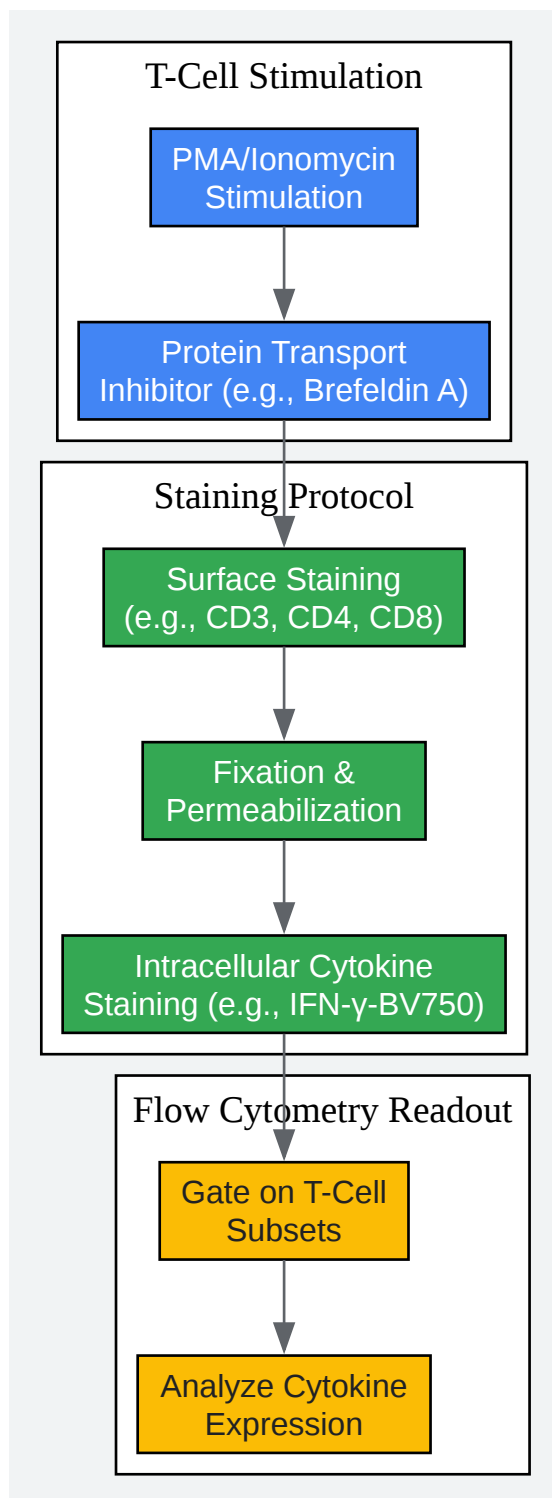 T-Cell Stimulation
PMA/Ionomycin
Stimulation
Protein Transport
Inhibitor (e.g., Brefeldin A)
Staining Protocol
Surface Staining
(e.g., CD3, CD4, CD8)
Fixation &
Permeabilization
Intracellular Cytokine
Staining (e.g., IFN-γ-BV750)
Flow Cytometry Readout
Gate on T-Cell
Subsets
Analyze Cytokine
Expression